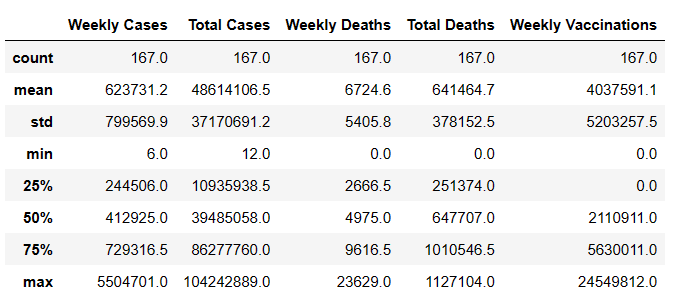 Weekly Cases Total Cases Weekly Deaths Total Deaths Weekly Vaccinations
count 167.0 167.0 167.0 167.0 167.0
mean 623731.2 48614106.5 6724.6 641464.7 4037591.1
std 799569.9 37170691.2 5405.8 378152.5 5203257.5
min 6.0 12.0 0.0 0.0 0.0
25% 244506.0 10935938.5 2666.5 251374.0 0.0
50% 412925.0 39485058.0 4975.0 647707.0 2110911.0
75% 729316.5 86277760.0 9616.5 1010546.5 5630011.0
max 5504701.0 104242889.0 23629.0 1127104.0 24549812.0